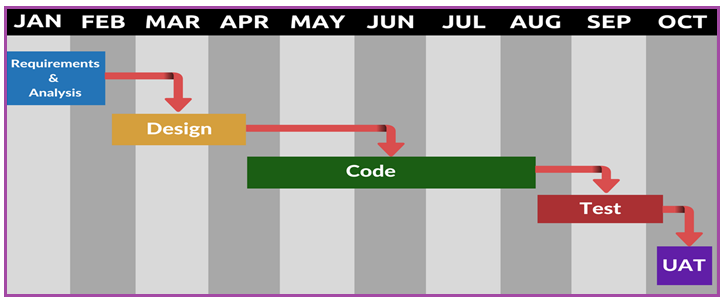 JAN FEB MAR APR MAY JUN JUL AUG SEP OCT
Requirements
&
Analysis
Design
Code
Test
UAT